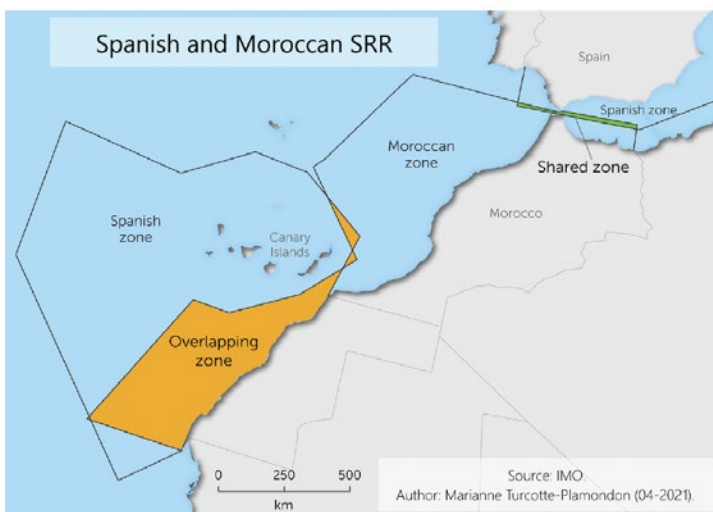 Spanish and Moroccan SRR
Spain
Spanish zone
Moroccan
zone
Shared zone
Morocco
Spanish
zone
Canary
Islands
Overlapping
zone
0 250 500
km
Source: IMO.
Author: Marianne Turcotte-Plamondon (04-2021).